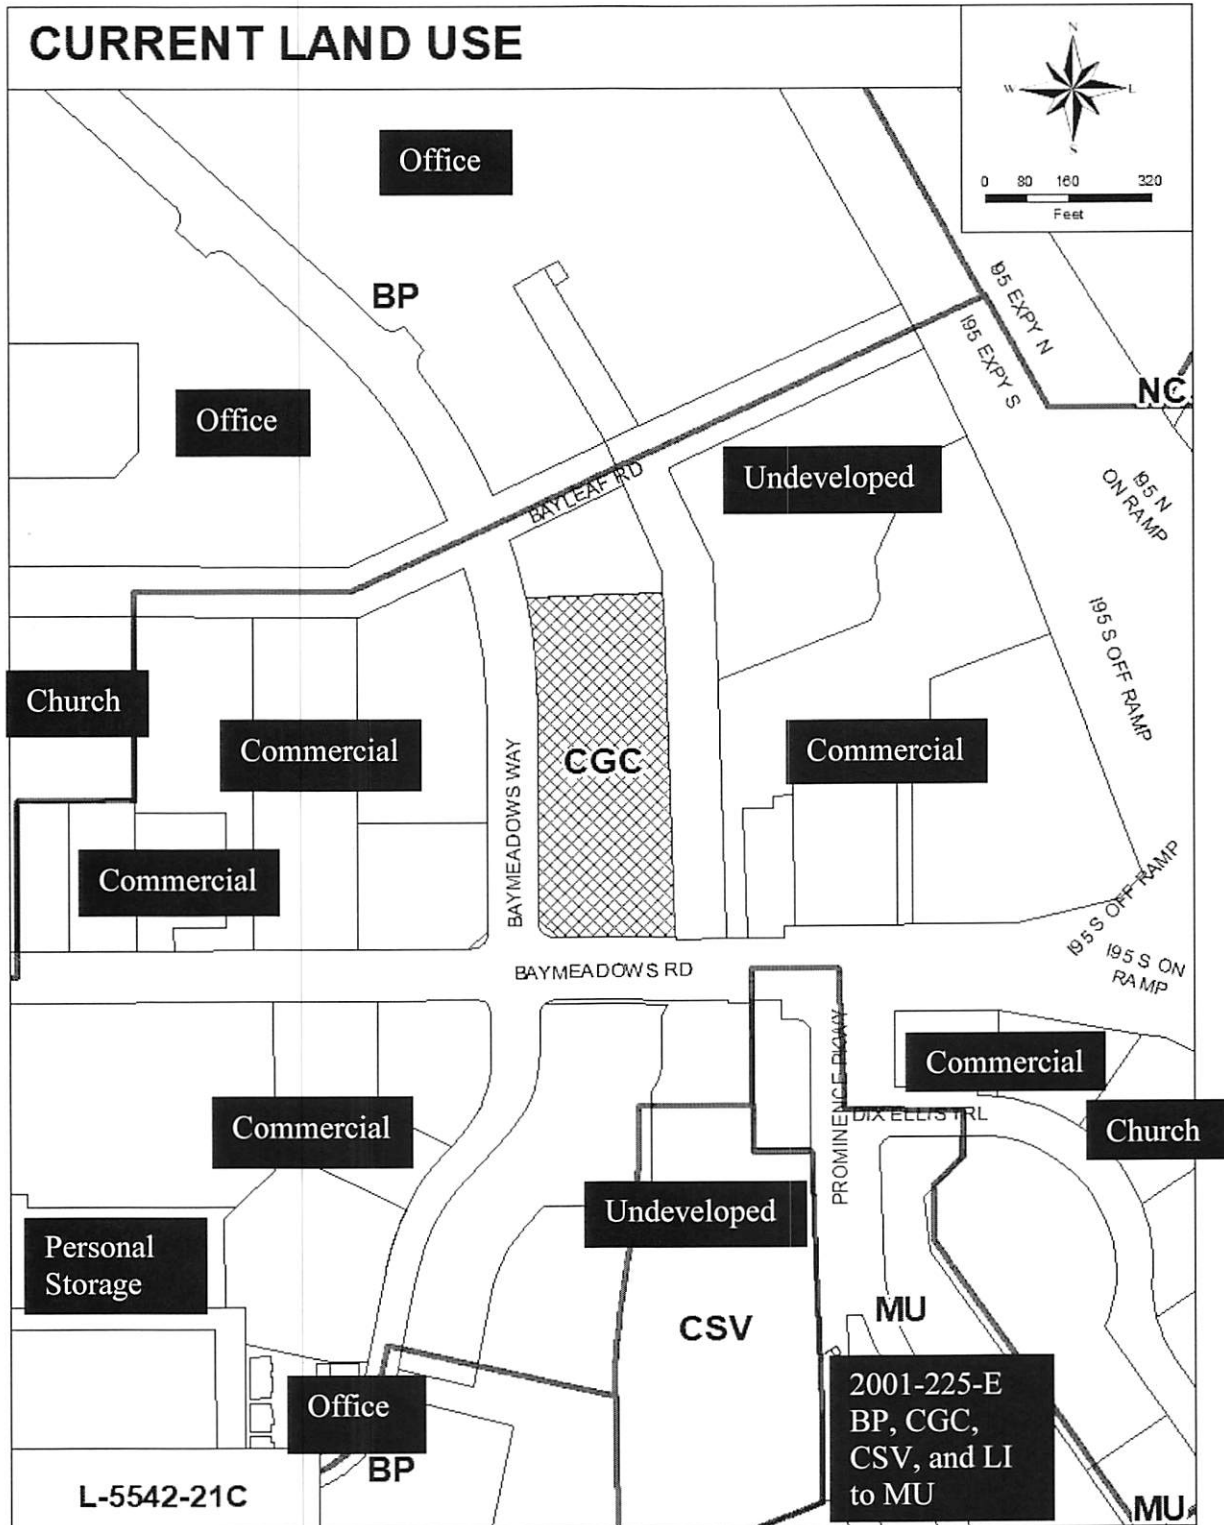 CURRENT LAND USE
N
W
L
S
0 80 160 320
Feet
Office
BP
I95 EXPY N
I95 EXPY S
NC
Office
Undeveloped
BAYLEAF RD
I95 N
ON RAMP
I95 S OFF RAMP
Church
Commercial
BAYMEADOWS WAY
CGC
Commercial
Commercial
I95 S OFF RAMP
I95 S ON
RAMP
BAYMEADOWS RD
PROMINENCE PKWY
Commercial
DIX ELLIS TRL
Commercial
Church
Undeveloped
Personal
Storage
MU
CSV
2001-225-E
BP, CGC,
CSV, and LI
to MU
Office
BP
L-5542-21C
MU